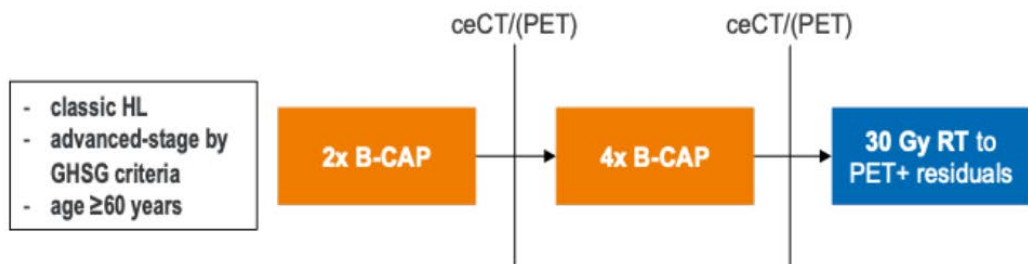 ceCT/(PET)
ceCT/(PET)
- classic HL
- advanced-stage by
GHSG criteria
- age ≥60 years
2x B-CAP
4x B-CAP
30 Gy RT to
PET+ residuals